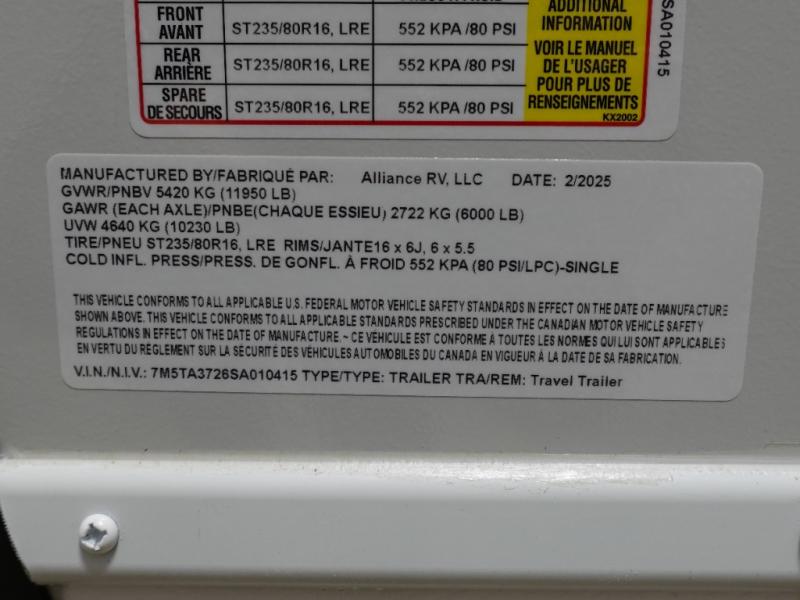 ADDITIONAL
INFORMATION
FRONT
AVANT
ST235/80R16, LRE
552 KPA /80 PSI
REAR
ARRIÈRE
ST235/80R16, LRE
552 KPA /80 PSI
SPARE
DE SECOURS
ST235/80R16, LRE
552 KPA /80 PSI
VOIR LE MANUEL
DE L'USAGER
POUR PLUS DE
RENSEIGNEMENTS
KX2002
SA010415
MANUFACTURED BY/FABRIQUÉ PAR: Alliance RV, LLC DATE: 2/2025
GVWR/PNBV 5420 KG (11950 LB)
GAWR (EACH AXLE)/PNBE(CHAQUE ESSIEU) 2722 KG (6000 LB)
UVW 4640 KG (10230 LB)
TIRE/PNEU ST235/80R16, LRE RIMS/JANTE16 x 6J, 6 x 5.5
COLD INFL. PRESS/PRESS. DE GONFL. À FROID 552 KPA (80 PSI/LPC)-SINGLE
THIS VEHICLE CONFORMS TO ALL APPLICABLE U.S. FEDERAL MOTOR VEHICLE SAFETY STANDARDS IN EFFECT ON THE DATE OF MANUFACTURE
SHOWN ABOVE. THIS VEHICLE CONFORMS TO ALL APPLICABLE STANDARDS PRESCRIBED UNDER THE CANADIAN MOTOR VEHICLE SAFETY
REGULATIONS IN EFFECT ON THE DATE OF MANUFACTURE. ~ CE VÉHICULE EST CONFORME À TOUTES LES NORMES QUI LUI SONT APPLICABLES
EN VERTU DU RÈGLEMENT SUR LA SÉCURITÉ DES VÉHICULES AUTOMOBILES DU CANADA EN VIGUEUR À LA DATE DE SA FABRICATION.
V.I.N./N.I.V.: 7M5TA3726SA010415 TYPE/TYPE: TRAILER TRA/REM: Travel Trailer